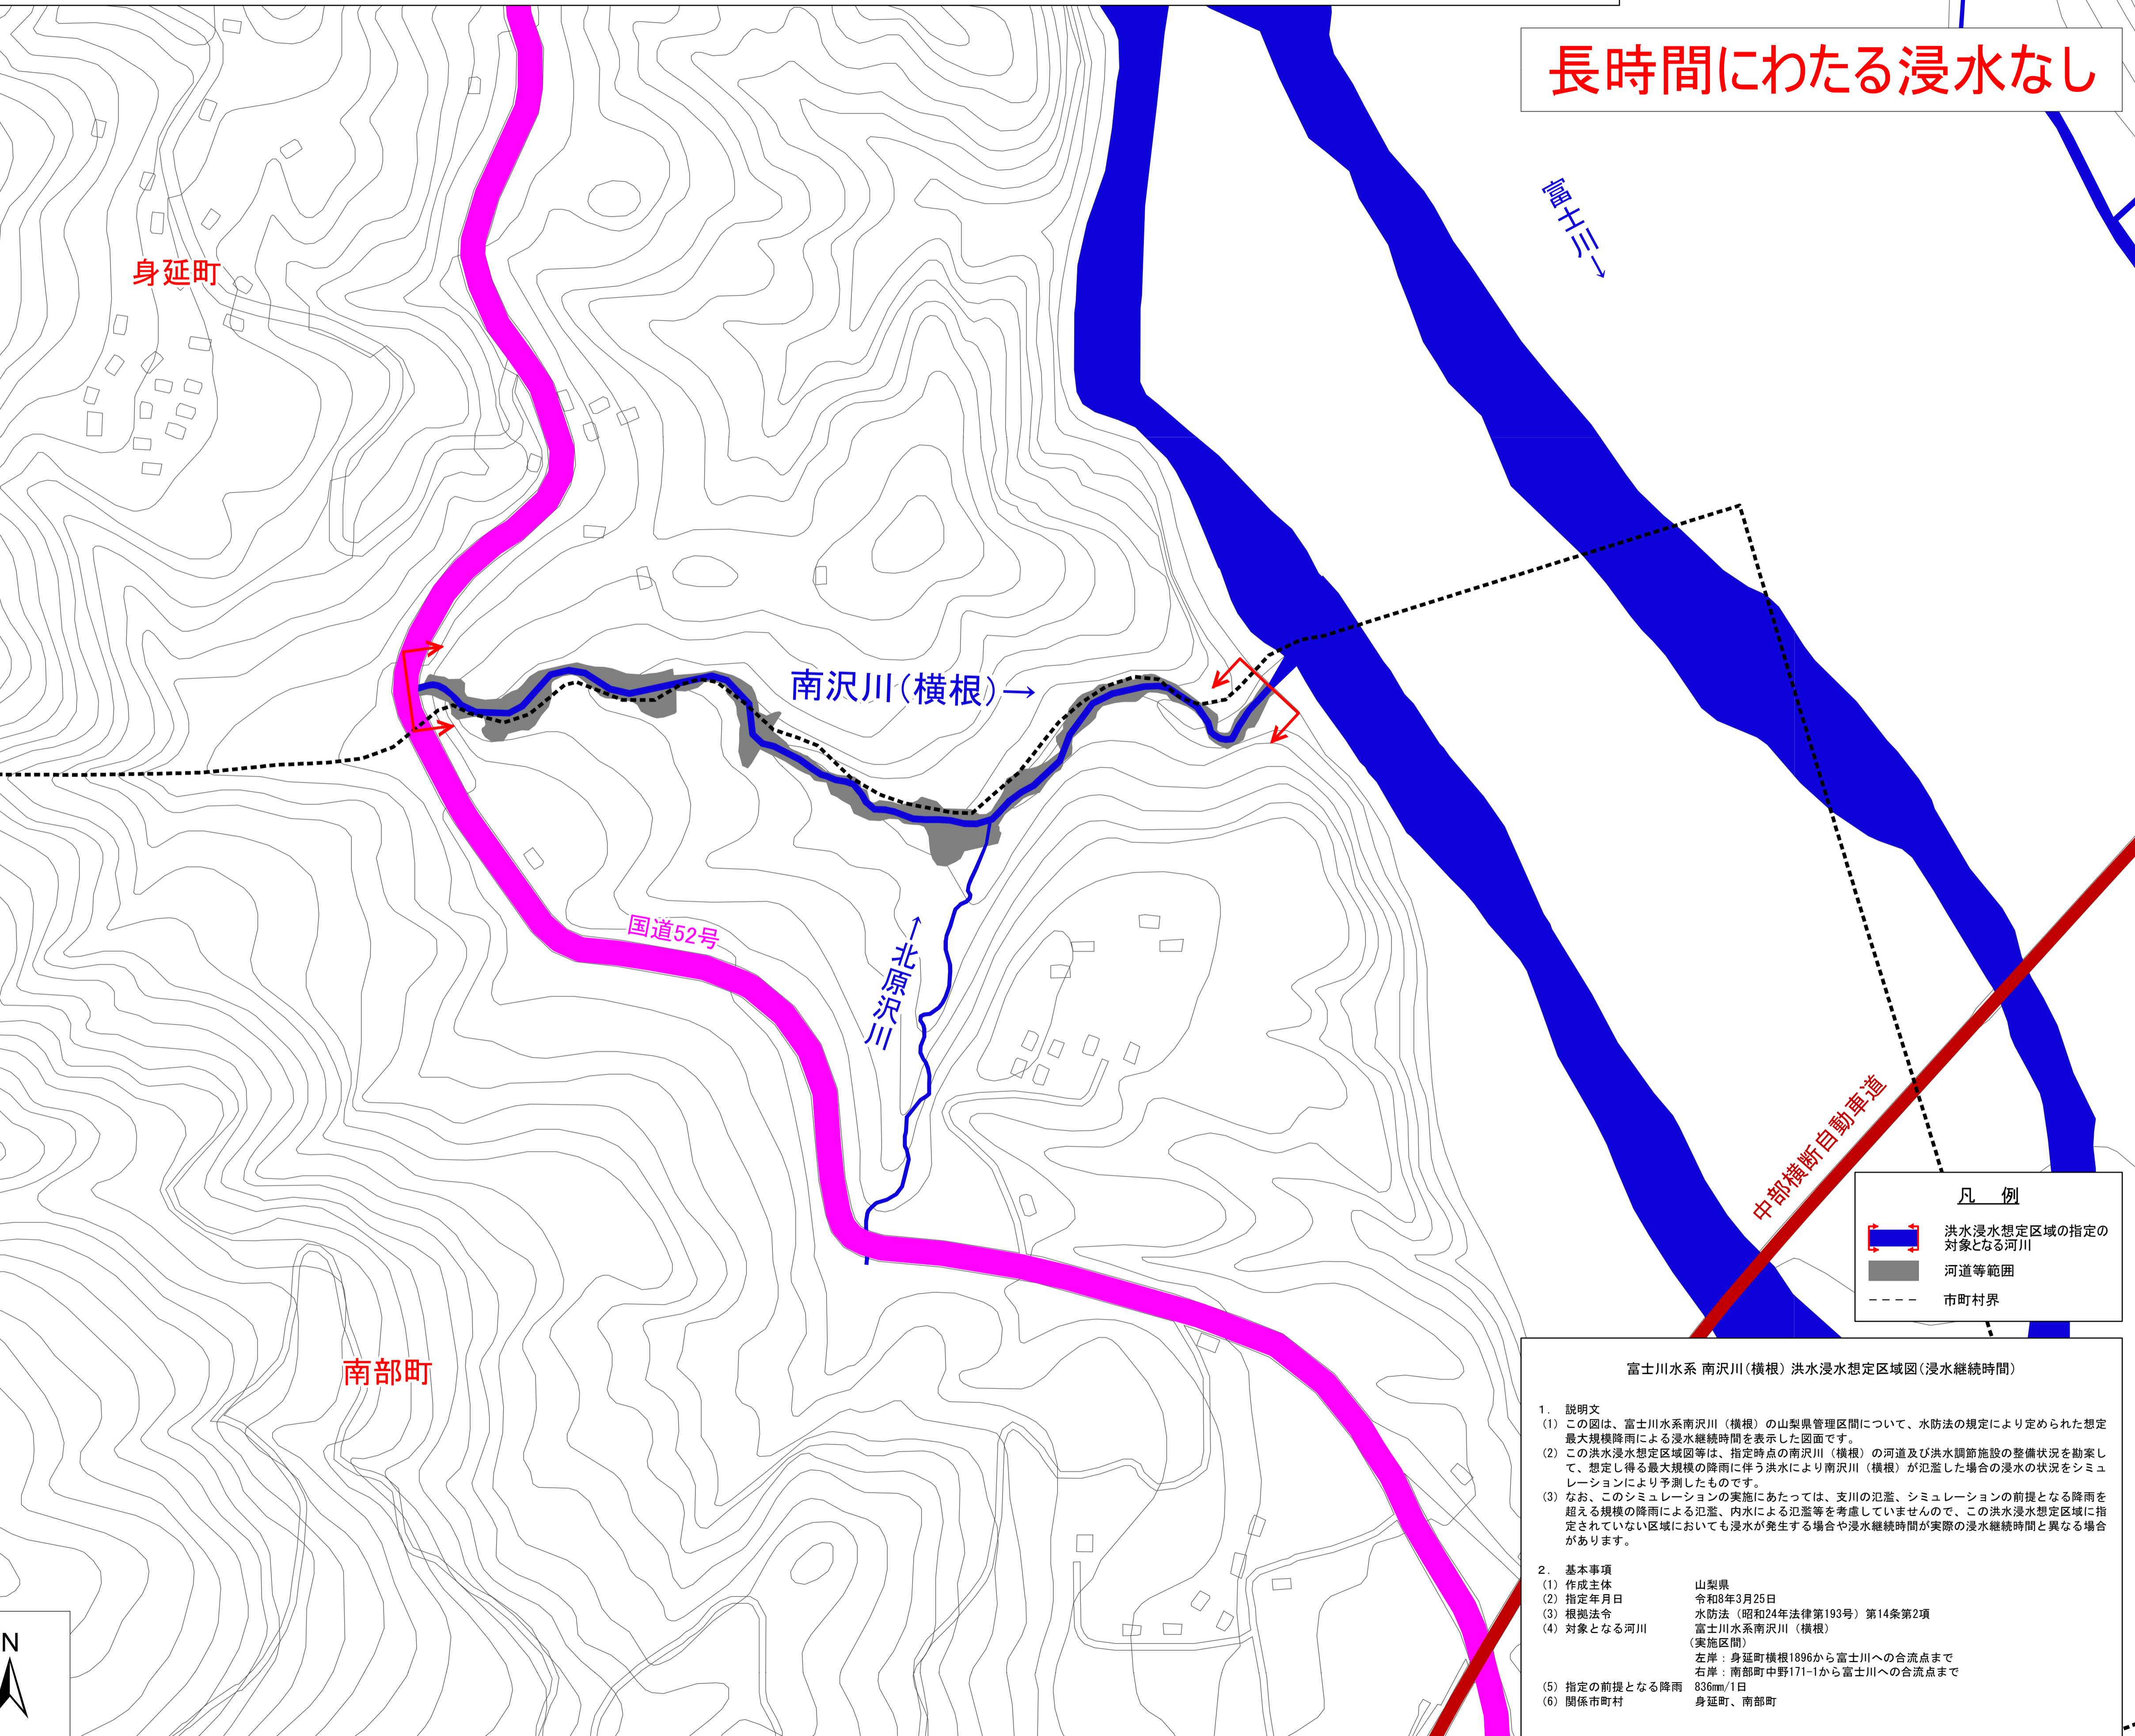 長時間にわたる浸水なし
富士川→
身延町
南沢川(横根)→
国道52号
←北原沢川
中部横断自動車道
南部町
N
凡 例
洪水浸水想定区域の指定の
対象となる河川
河道等範囲
市町村界
富士川水系 南沢川(横根) 洪水浸水想定区域図(浸水継続時間)
1. 説明文
(1) この図は、富士川水系南沢川(横根)の山梨県管理区間について、水防法の規定により定められた想定
最大規模降雨による浸水継続時間を表示した図面です。
(2) この洪水浸水想定区域図等は、指定時点の南沢川(横根)の河道及び洪水調節施設の整備状況を勘案し
て、想定し得る最大規模の降雨に伴う洪水により南沢川(横根)が氾濫した場合の浸水の状況をシミュ
レーションにより予測したものです。
(3) なお、このシミュレーションの実施にあたっては、支川の氾濫、シミュレーションの前提となる降雨を
超える規模の降雨による氾濫、内水による氾濫等を考慮していませんので、この洪水浸水想定区域に指
定されていない区域においても浸水が発生する場合や浸水継続時間が実際の浸水継続時間と異なる場合
があります。
2. 基本事項
(1) 作成主体 山梨県
(2) 指定年月日 令和8年3月25日
(3) 根拠法令 水防法(昭和24年法律第193号)第14条第2項
(4) 対象となる河川 富士川水系南沢川(横根)
(実施区間)
左岸:身延町横根1896から富士川への合流点まで
右岸:南部町中野171-1から富士川への合流点まで
(5) 指定の前提となる降雨 836mm/1日
(6) 関係市町村 身延町、南部町